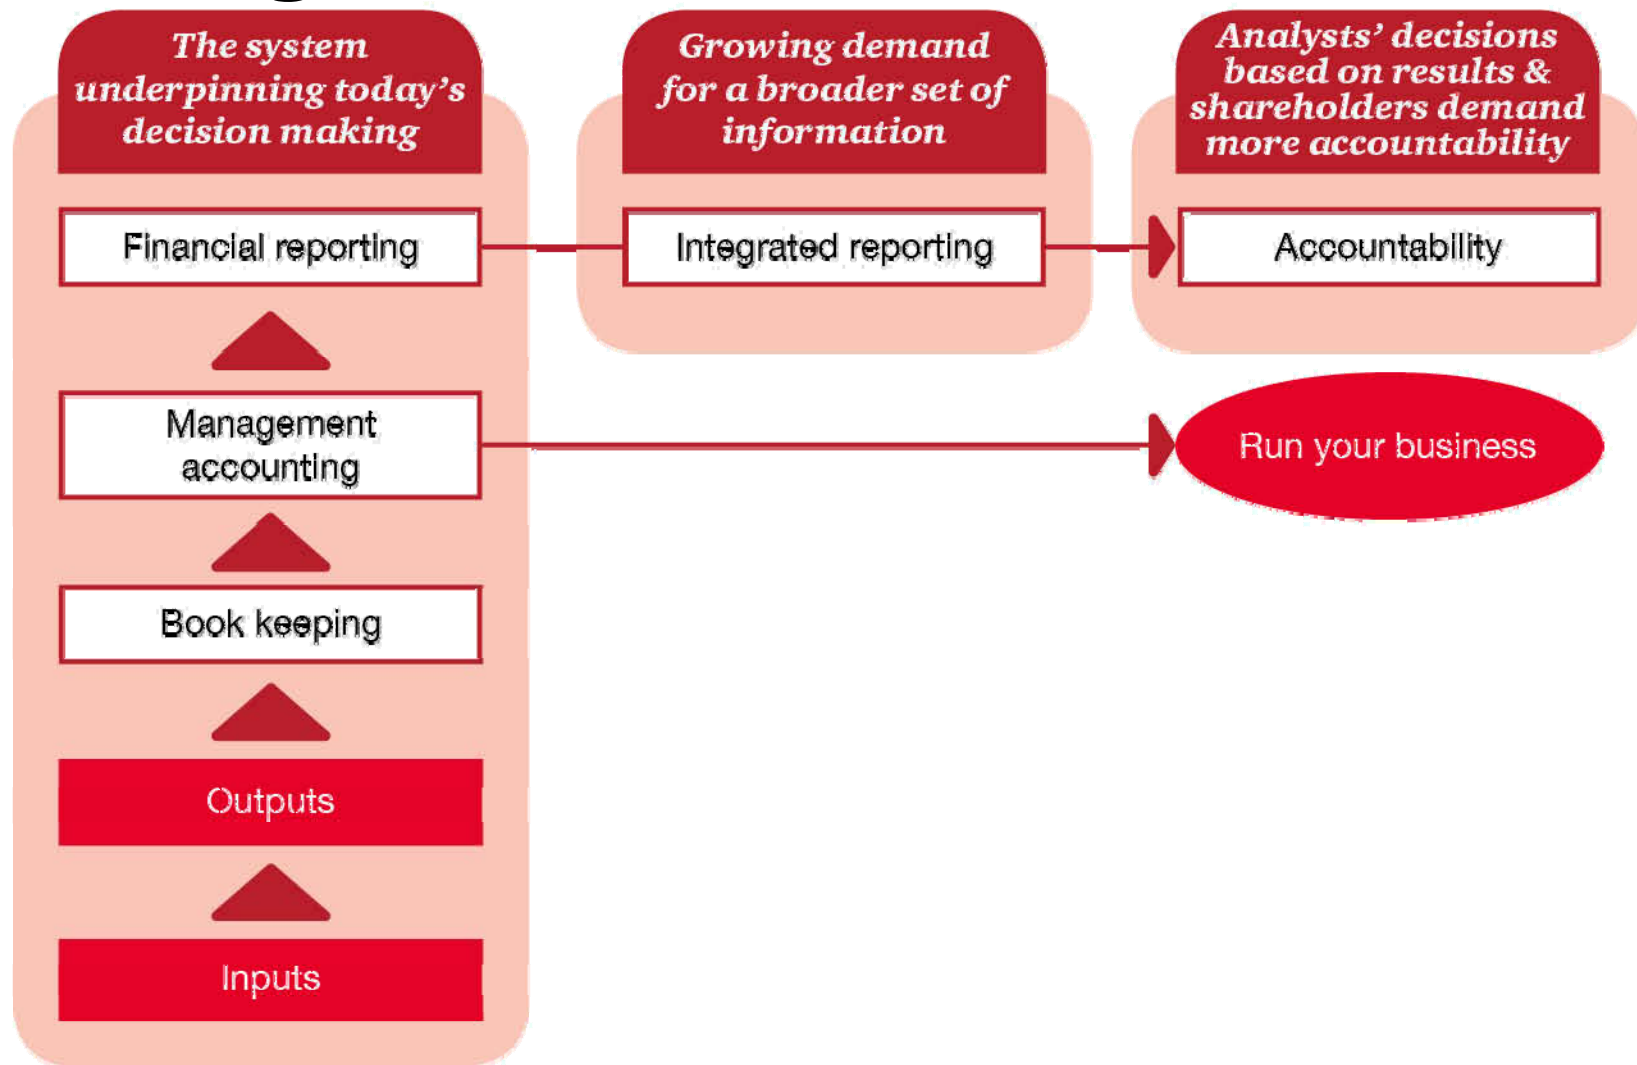 The system
underpinning today's
decision making
Growing demand
for a broader set of
information
Analysts' decisions
based on results &
shareholders demand
more accountability
Financial reporting
Integrated reporting
Accountability
Management
accounting
Run your business
Book keeping
Outputs
Inputs